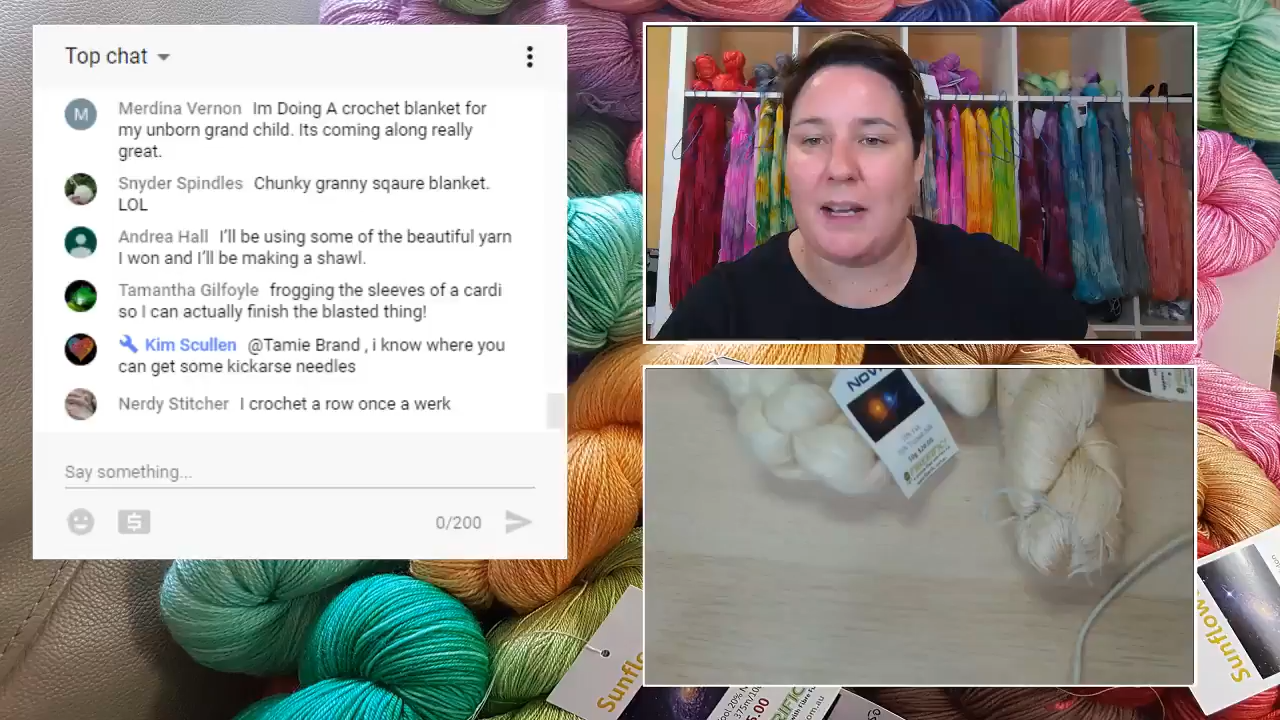 Top chat
M
Merdina Vernon Im Doing A crochet blanket for
my unborn grand child. Its coming along really
great.
Snyder Spindles Chunky granny sqaure blanket.
LOL
Andrea Hall I'll be using some of the beautiful yarn
I won and I'll be making a shawl.
Tamantha Gilfoyle frogging the sleeves of a cardi
so I can actually finish the blasted thing!
Kim Scullen @Tamie Brand , i know where you
can get some kickarse needles
Nerdy Stitcher I crochet a row once a werk
Say something...
0/200